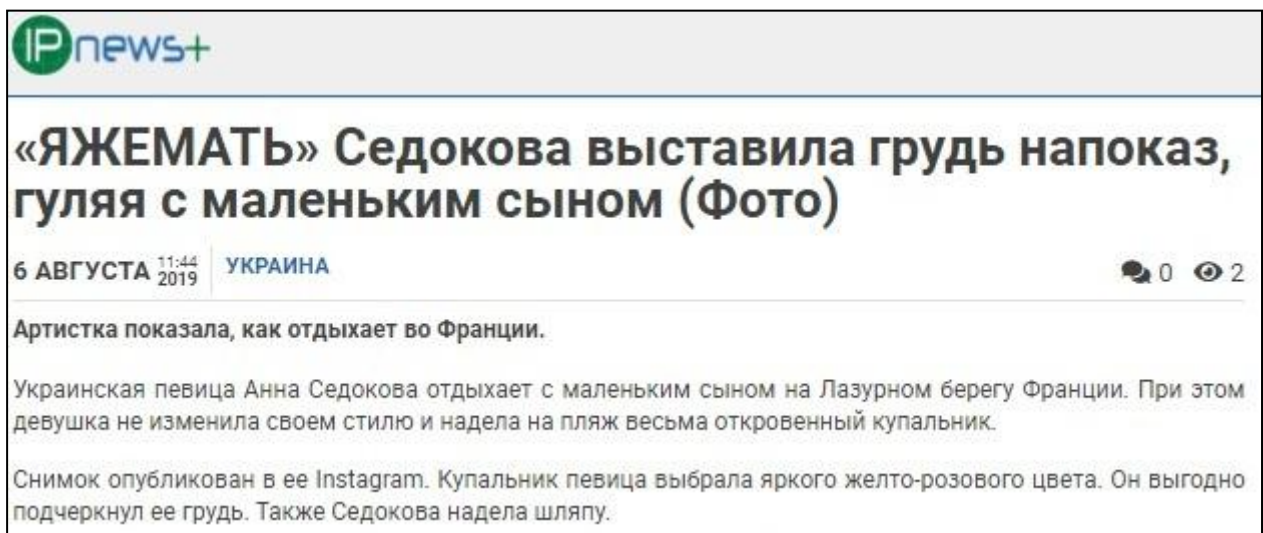 IPnews+
«ЯЖЕМАТЬ» Седокова выставила грудь напоказ,
гуляя с маленьким сыном (Фото)
6 АВГУСТА 11:44 2019 УКРАИНА 0 2
Артистка показала, как отдыхает во Франции.
Украинская певица Анна Седокова отдыхает с маленьким сыном на Лазурном берегу Франции. При этом
девушка не изменила своем стилю и надела на пляж весьма откровенный купальник.
Снимок опубликован в ее Instagram. Купальник певица выбрала яркого желто-розового цвета. Он выгодно
подчеркнул ее грудь. Также Седокова надела шляпу.